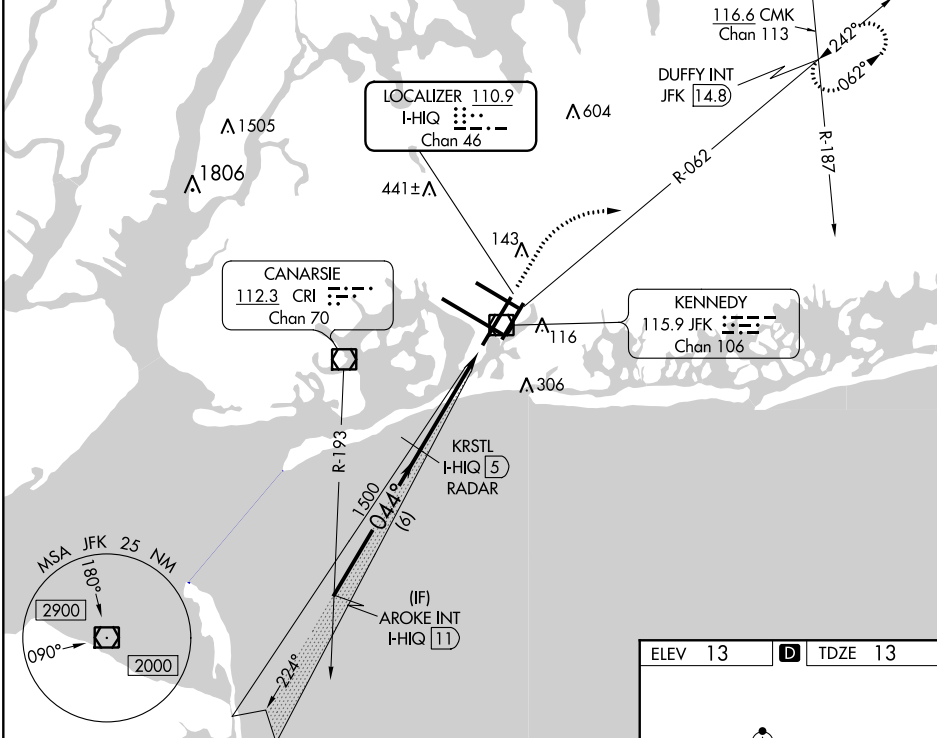 116.6 CMK
Chan 113
242°
062°
DUFFY INT
JFK 14.8
LOCALIZER 110.9
I-HIQ
Chan 46
604
1505
1806
441±
R-062
R-187
143
CANARSIE
112.3 CRI
Chan 70
KENNEDY
115.9 JFK
Chan 106
116
306
R-193
KRSTL
I-HIQ 5
RADAR
1500
044°
(6)
(IF)
AROKE INT
I-HIQ 11
224°
MSA JFK 25 NM
180°
2900
090°
2000
ELEV 13 D TDZE 13